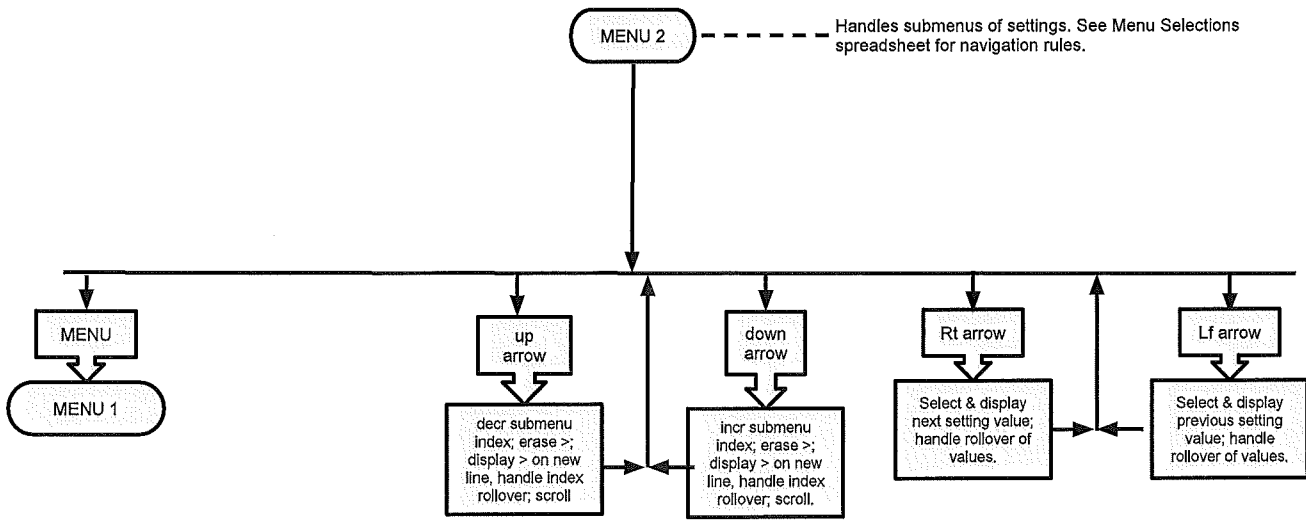 MENU 2
Handles submenus of settings. See Menu Selections
spreadsheet for navigation rules.
MENU
MENU 1
up
arrow
decr submenu
index; erase >;
display > on new
line, handle index
rollover; scroll
down
arrow
incr submenu
index; erase >;
display > on new
line, handle index
rollover; scroll.
Rt arrow
Select & display
next setting value;
handle rollover of
values.
Lf arrow
Select & display
previous setting
value; handle
rollover of values.